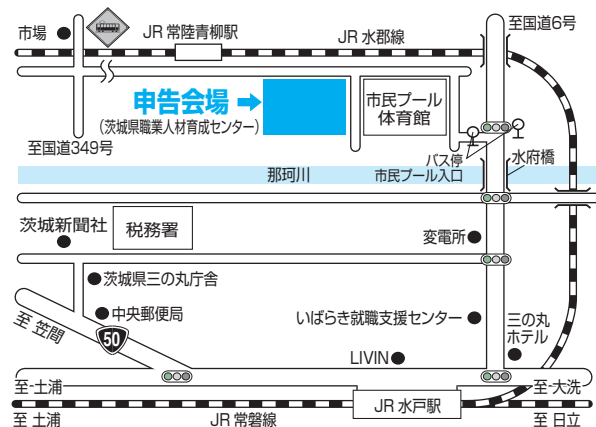 市場
JR 常陸青柳駅
JR 水郡線
至国道6号
申告会場
(茨城県職業人材育成センター)
市民プール
体育館
至国道349号
バス停
市民プール入口
水府橋
那珂川
茨城新聞社
税務署
変電所
茨城県三の丸庁舎
中央郵便局
至 笠間
50
いばらき就職支援センター
三の丸
ホテル
LIVIN
至-土浦
至-大洗
JR 水戸駅
至 土浦
JR 常磐線
至 日立